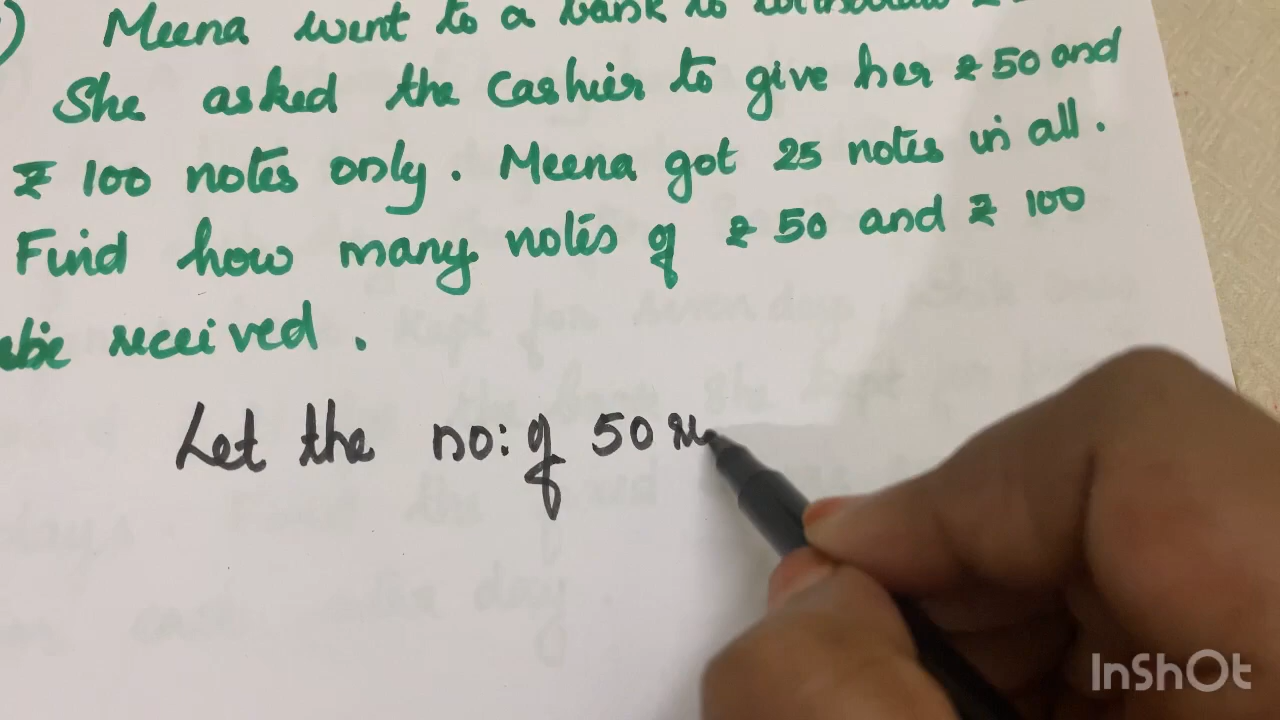 ) Meena went to a bank to withdraw ₹
She asked the Cashier to give her ₹ 50 and
₹ 100 notes only. Meena got 25 notes in all.
Find how many notes of ₹ 50 and ₹ 100
she received.
Let the no: of 50
InShOt